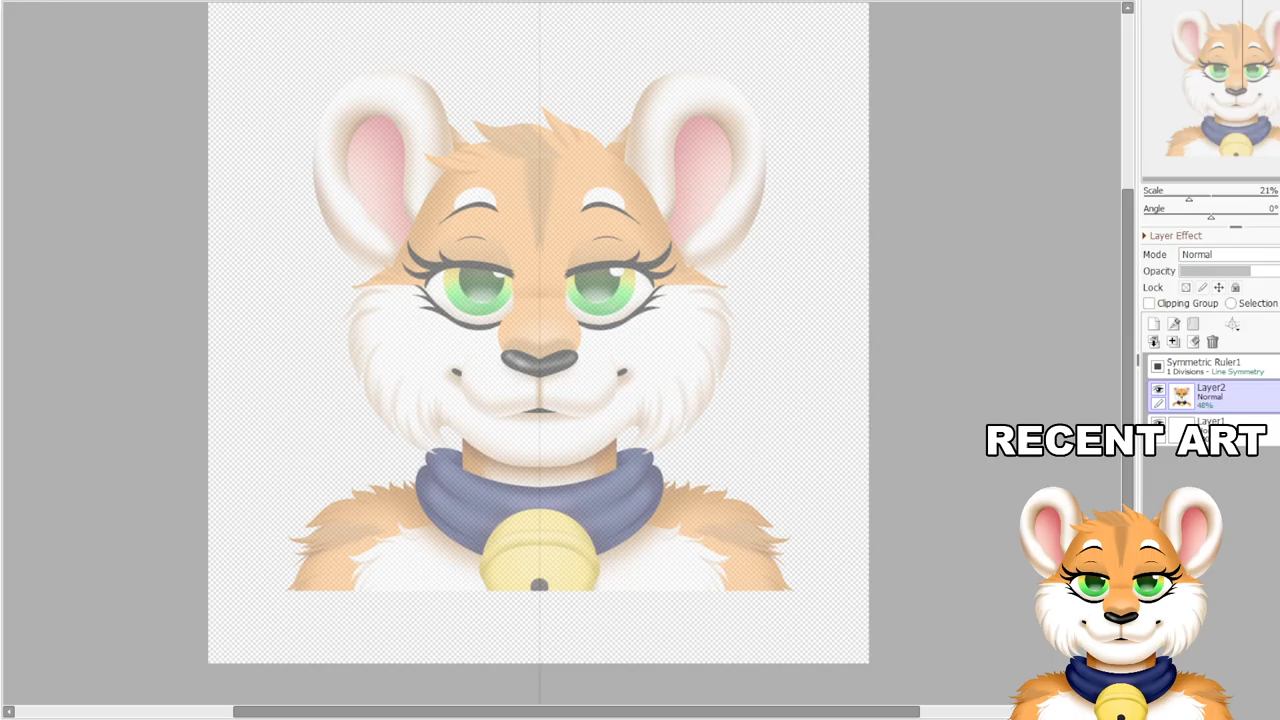 Scale 21%
Angle 0°
Layer Effect
Mode Normal
Opacity
Lock
Clipping Group Selection
Symmetric Ruler1
1 Divisions - Line Symmetry
Layer2
Normal
48%
Layer1
RECENT ART